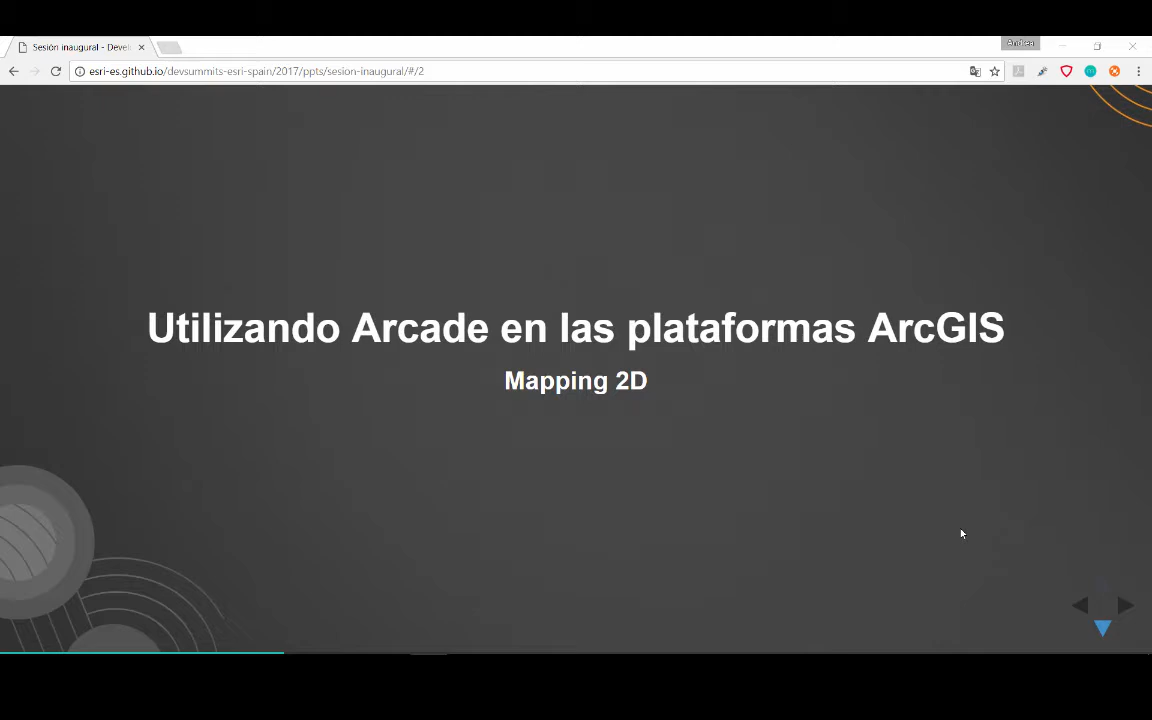 Sesión inaugural - Devel
Andrea
esri-es.github.io/devsummits-esri-spain/2017/ppts/sesion-inaugural/#/2
Utilizando Arcade en las plataformas ArcGIS
Mapping 2D